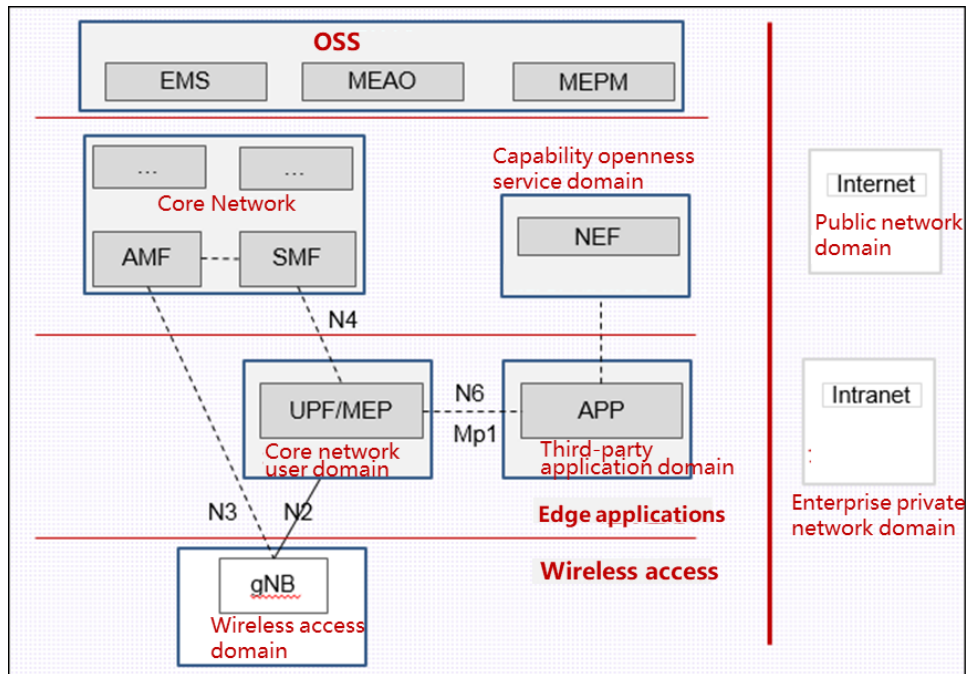 OSS
EMS
MEAO
MEPM
...
...
Core Network
AMF
SMF
Capability openness
service domain
NEF
Internet
Public network
domain
N4
UPF/MEP
Core network
user domain
N6
Mp1
APP
Third-party
application domain
Intranet
:
Enterprise private
network domain
N3
N2
Edge applications
Wireless access
gNB
Wireless access
domain